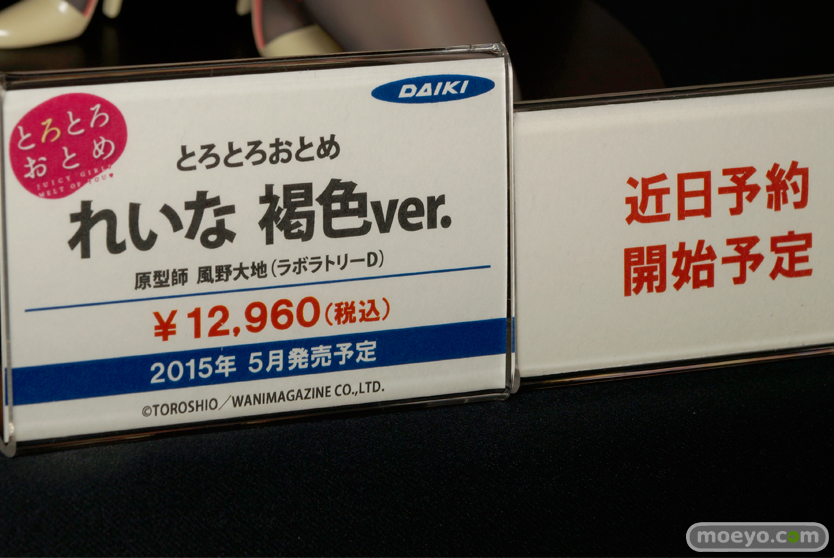 DAIKI
とろとろ
おとめ
JUICY GIRL
MELT OF YOU♥
とろとろおとめ
れいな 褐色ver.
原型師 風野大地(ラボラトリーD)
¥12,960(税込)
2015年 5月発売予定
©TOROSHIO／WANIMAGAZINE CO.,LTD.
近日予約
開始予定
moeyo.com